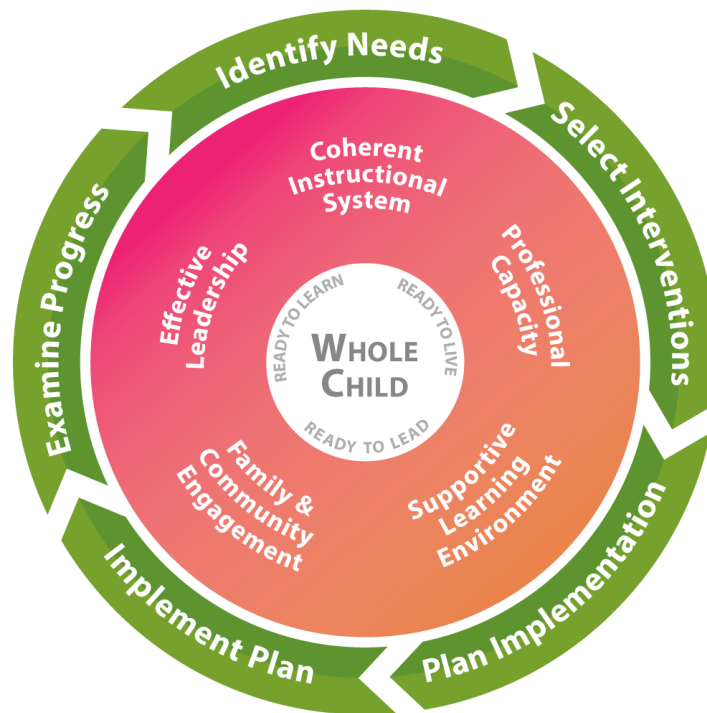 Identify Needs
Select Interventions
Plan Implementation
Implement Plan
Examine Progress
Coherent
Instructional
System
Professional
Capacity
Supportive
Learning
Environment
Family &
Community
Engagement
Effective
Leadership
READY TO LEARN
READY TO LIVE
READY TO LEAD
WHOLE
CHILD